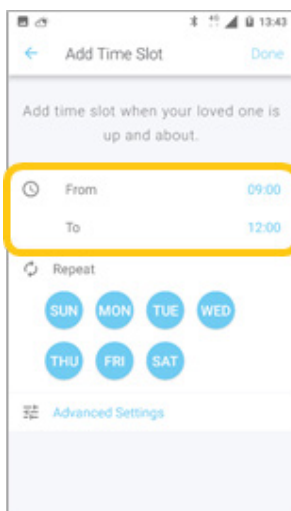 13:43
Add Time Slot Done
Add time slot when your loved one is
up and about.
From 09:00
To 12:00
Repeat
SUN MON TUE WED
THU FRI SAT
Advanced Settings